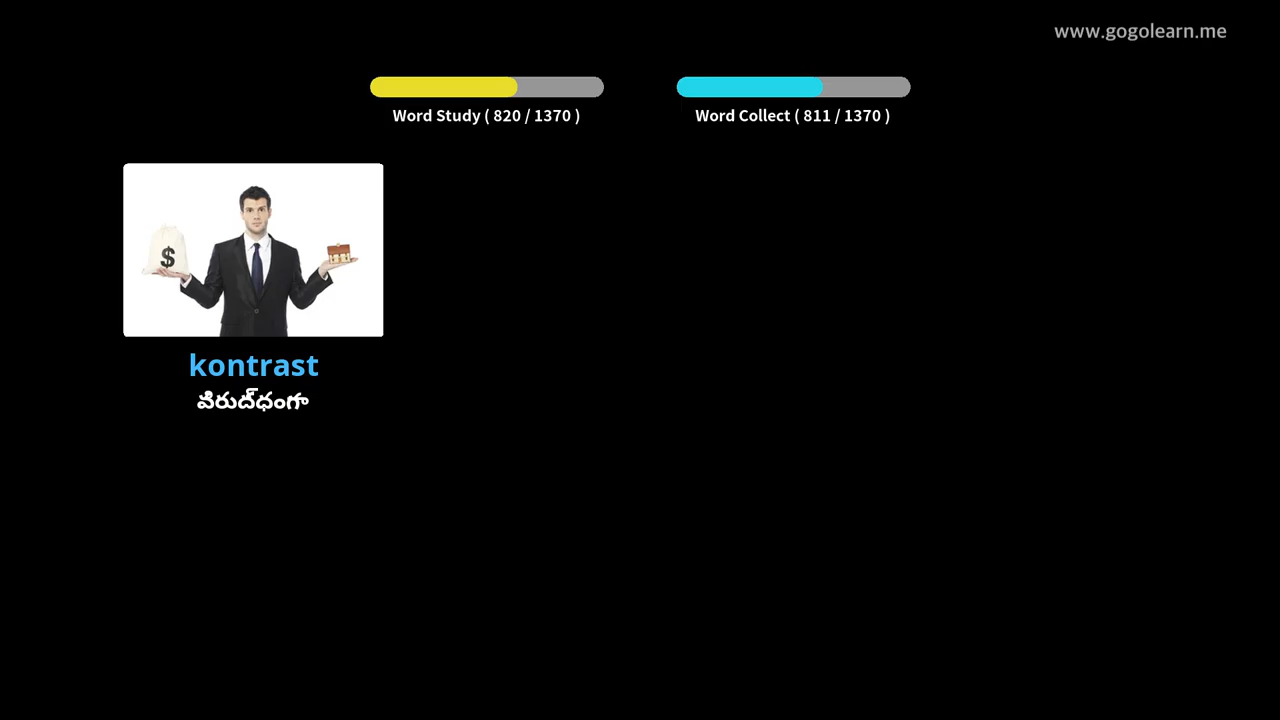 www.gogolearn.me
Word Study ( 820 / 1370 )
Word Collect ( 811 / 1370 )
$
kontrast
విరుద్ధంగా